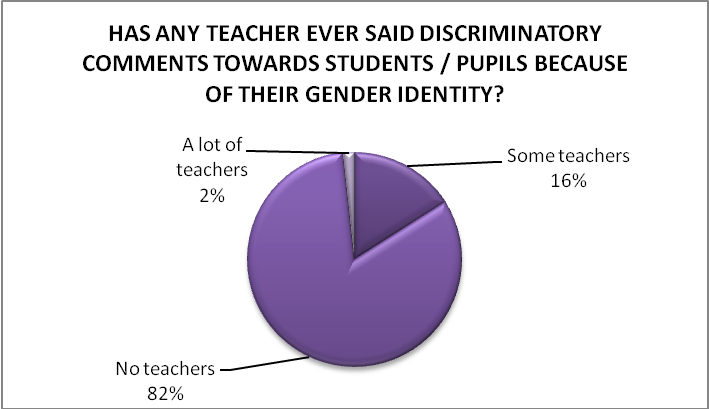 HAS ANY TEACHER EVER SAID DISCRIMINATORY
COMMENTS TOWARDS STUDENTS / PUPILS BECAUSE
OF THEIR GENDER IDENTITY?
A lot of
teachers
2%
Some teachers
16%
No teachers
82%